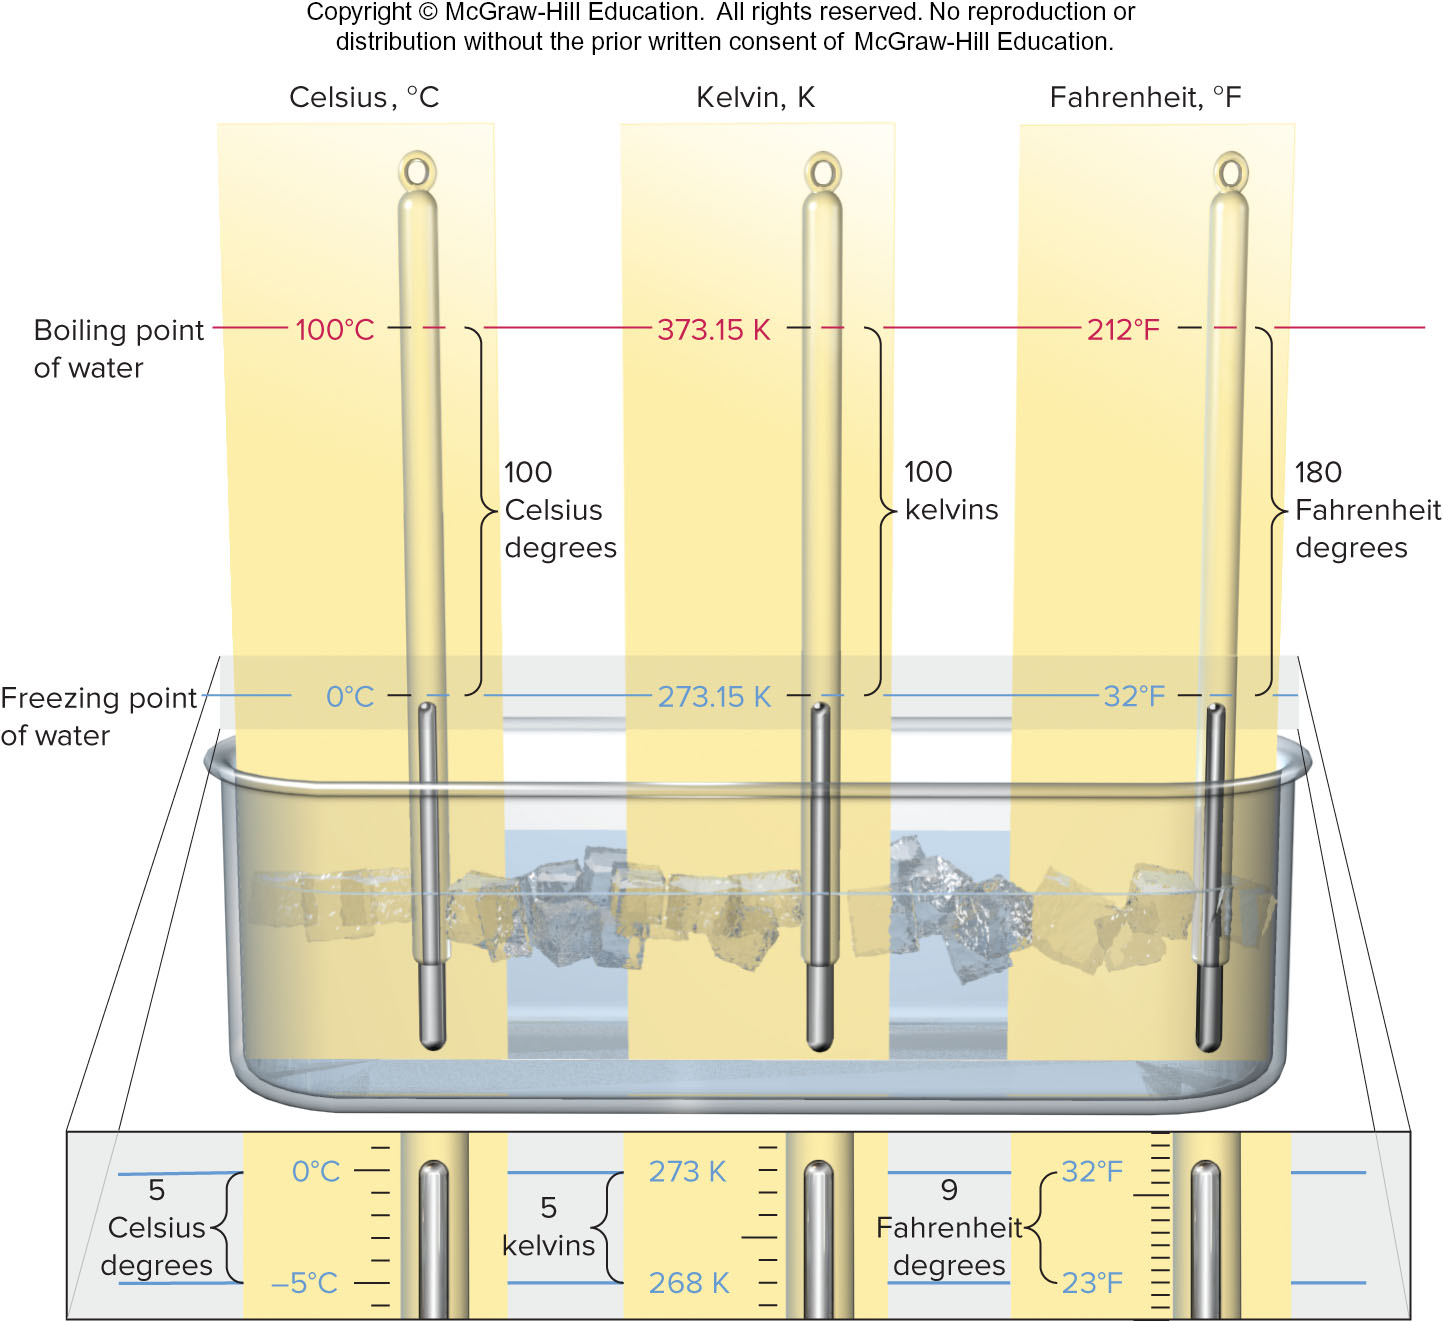 Copyright © McGraw-Hill Education. All rights reserved. No reproduction or
distribution without the prior written consent of McGraw-Hill Education.
Celsius, °C
Kelvin, K
Fahrenheit, °F
Boiling point
of water
100°C
373.15 K
212°F
100
Celsius
degrees
100
kelvins
180
Fahrenheit
degrees
Freezing point
of water
0°C
273.15 K
32°F
0°C
5
Celsius
degrees
–5°C
273 K
5
kelvins
268 K
32°F
9
Fahrenheit
degrees
23°F